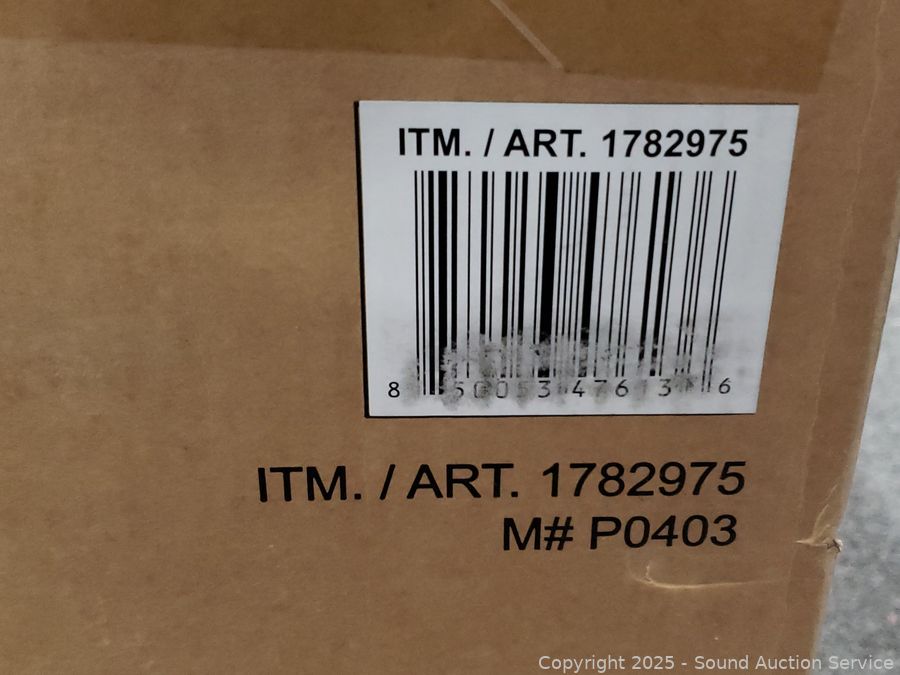 ITM. / ART. 1782975
ITM. / ART. 1782975
M# P0403
Copyright 2025 - Sound Auction Service